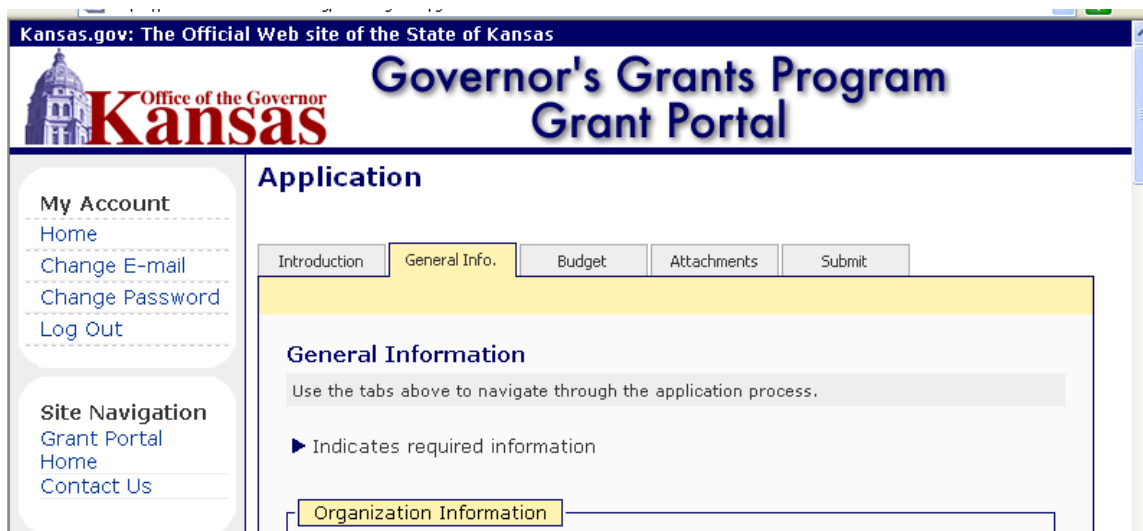 Kansas.gov: The Official Web site of the State of Kansas
Office of the Governor
Kansas
Governor's Grants Program
Grant Portal
My Account
Home
Change E-mail
Change Password
Log Out
Site Navigation
Grant Portal
Home
Contact Us
Application
Introduction General Info. Budget Attachments Submit
General Information
Use the tabs above to navigate through the application process.
Indicates required information
Organization Information